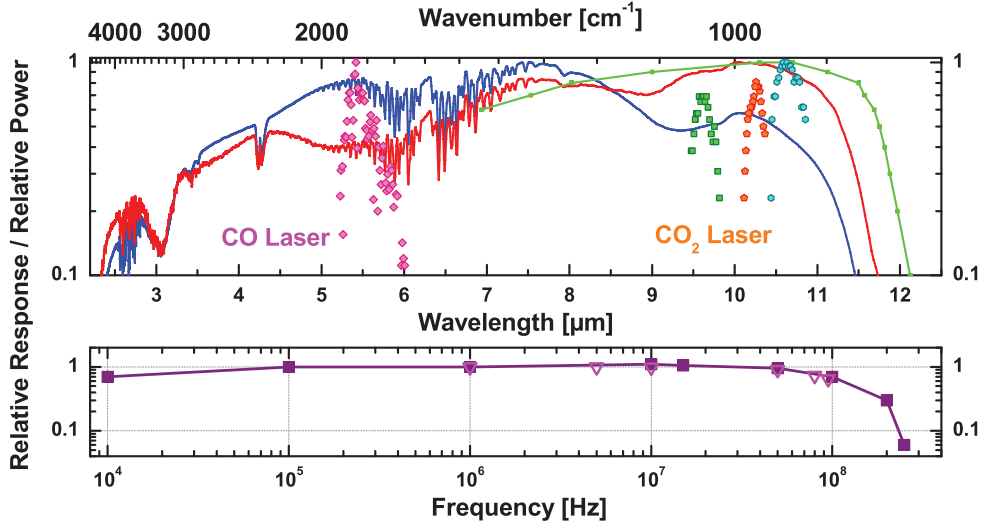 Wavenumber [cm⁻¹]
4000 3000 2000 1000
Relative Response / Relative Power
1 1
CO Laser CO₂ Laser
0.1 0.1
3 4 5 6 7 8 9 10 11 12
Wavelength [µm]
1 1
0.1 0.1
10⁴ 10⁵ 10⁶ 10⁷ 10⁸
Frequency [Hz]